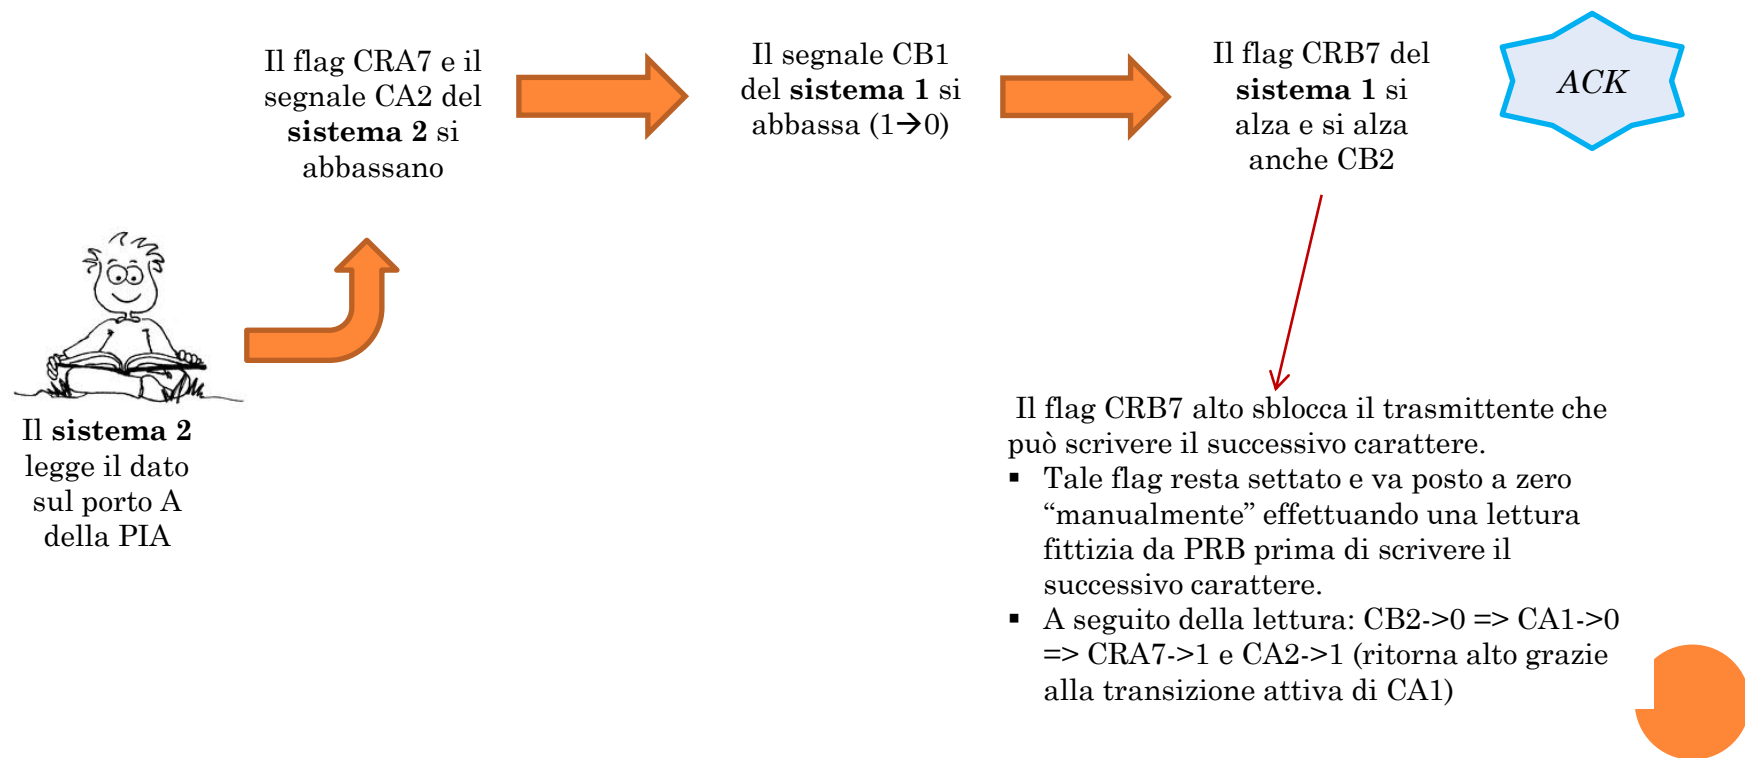 Il flag CRA7 e il
segnale CA2 del
sistema 2 si
abbassano
Il segnale CB1
del sistema 1 si
abbassa (1→0)
Il flag CRB7 del
sistema 1 si
alza e si alza
anche CB2
ACK
Il sistema 2
legge il dato
sul porto A
della PIA
Il flag CRB7 alto sblocca il trasmittente che
può scrivere il successivo carattere.
▪ Tale flag resta settato e va posto a zero
“manualmente” effettuando una lettura
fittizia da PRB prima di scrivere il
successivo carattere.
▪ A seguito della lettura: CB2->0 => CA1->0
=> CRA7->1 e CA2->1 (ritorna alto grazie
alla transizione attiva di CA1)